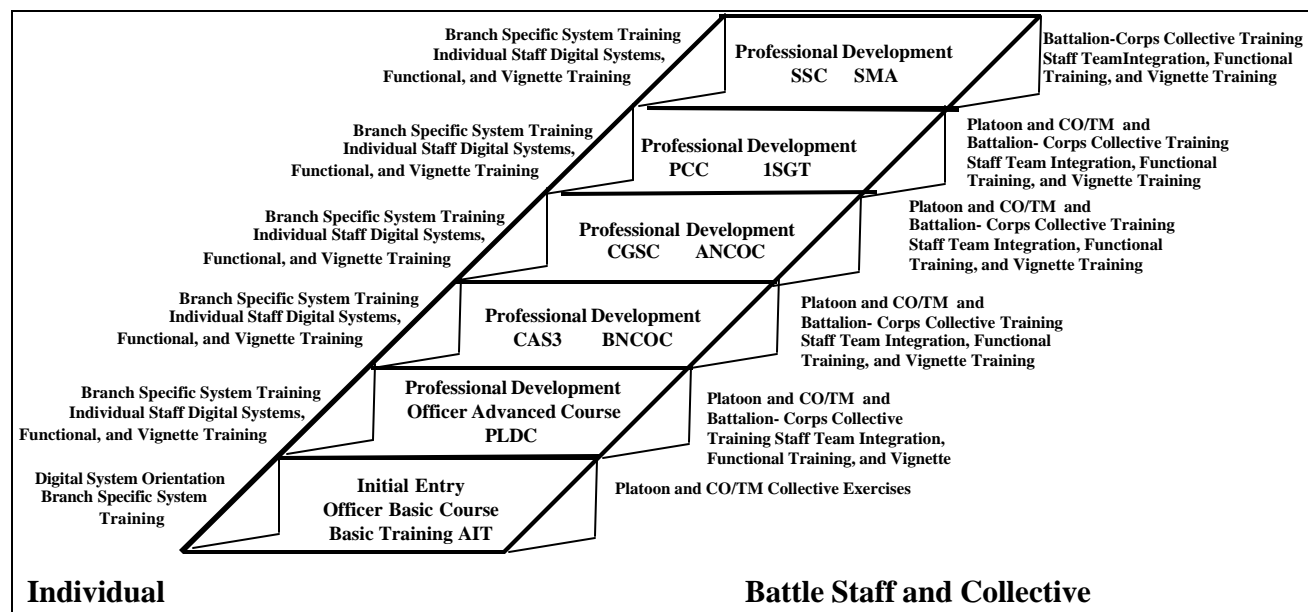 Branch Specific System Training
Individual Staff Digital Systems,
Functional, and Vignette Training
Professional Development
SSC SMA
Battalion-Corps Collective Training
Staff TeamIntegration, Functional
Training, and Vignette Training
Branch Specific System Training
Individual Staff Digital Systems,
Functional, and Vignette Training
Professional Development
PCC 1SGT
Platoon and CO/TM and
Battalion- Corps Collective Training
Staff Team Integration, Functional
Training, and Vignette Training
Branch Specific System Training
Individual Staff Digital Systems,
Functional, and Vignette Training
Professional Development
CGSC ANCOC
Platoon and CO/TM and
Battalion- Corps Collective Training
Staff Team Integration, Functional
Training, and Vignette Training
Branch Specific System Training
Individual Staff Digital Systems,
Functional, and Vignette Training
Professional Development
CAS3 BNCOC
Platoon and CO/TM and
Battalion- Corps Collective Training
Staff Team Integration, Functional
Training, and Vignette Training
Branch Specific System Training
Individual Staff Digital Systems,
Functional, and Vignette Training
Professional Development
Officer Advanced Course
PLDC
Platoon and CO/TM and
Battalion- Corps Collective
Training Staff Team Integration,
Functional Training, and Vignette
Digital System Orientation
Branch Specific System
Training
Initial Entry
Officer Basic Course
Basic Training AIT
Platoon and CO/TM Collective Exercises
Individual
Battle Staff and Collective